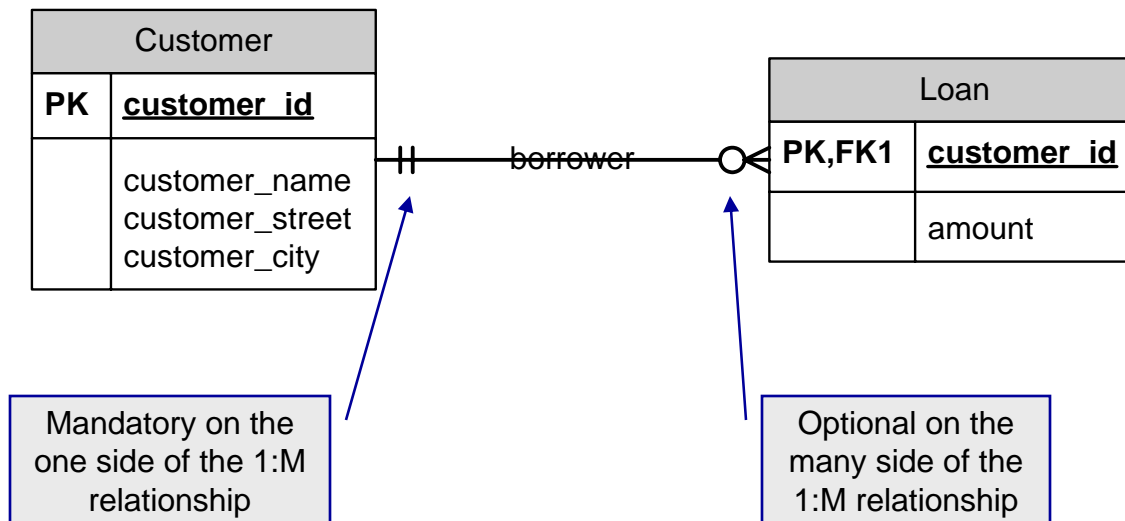 Customer
PK customer_id
customer_name
customer_street
customer_city
borrower
Loan
PK,FK1 customer_id
amount
Mandatory on the
one side of the 1:M
relationship
Optional on the
many side of the
1:M relationship